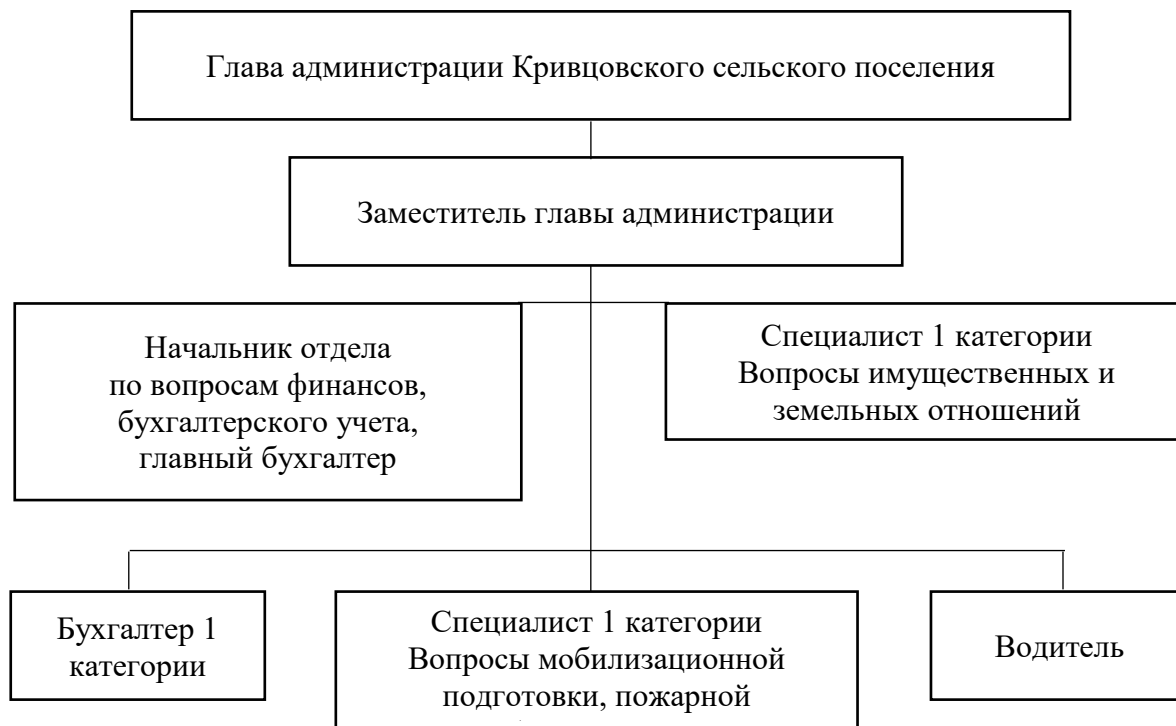 Глава администрации Кривцовского сельского поселения
Заместитель главы администрации
Начальник отдела
по вопросам финансов,
бухгалтерского учета,
главный бухгалтер
Специалист 1 категории
Вопросы имущественных и
земельных отношений
Бухгалтер 1
категории
Специалист 1 категории
Вопросы мобилизационной
подготовки, пожарной
Водитель